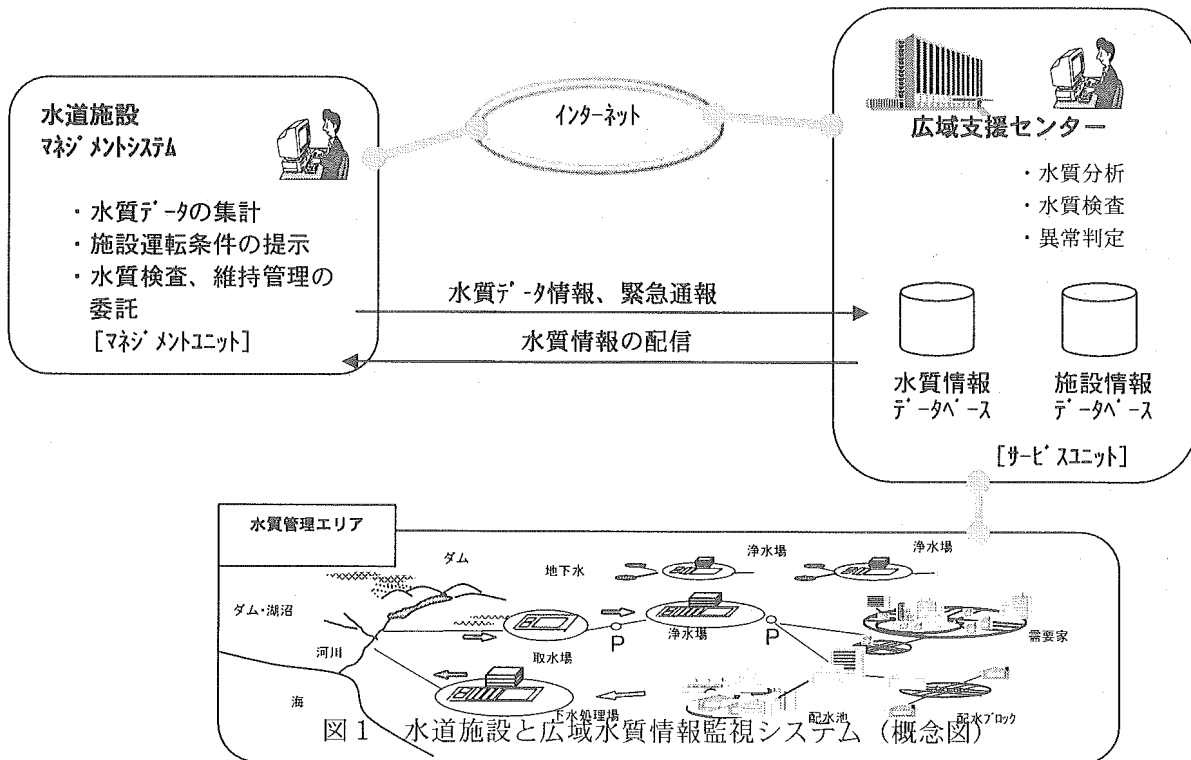 水道施設
ﾏﾈｼﾞﾒﾝﾄｼｽﾃﾑ
・水質ﾃﾞｰﾀの集計
・施設運転条件の提示
・水質検査、維持管理の
委託
[ﾏﾈｼﾞﾒﾝﾄﾕﾆｯﾄ]
ｲﾝﾀｰﾈｯﾄ
広域支援センター
・水質分析
・水質検査
・異常判定
水質ﾃﾞｰﾀ情報、緊急通報
水質情報の配信
水質情報
ﾃﾞｰﾀﾍﾞｰｽ
施設情報
ﾃﾞｰﾀﾍﾞｰｽ
[ｻｰﾋﾞｽﾕﾆｯﾄ]
水質管理エリア
ダム
地下水
浄水場
浄水場
ダム・湖沼
河川
取水場
P
浄水場
P
需要家
海
下水処理場
配水池
配水ﾌﾞﾛｯｸ
図1 水道施設と広域水質情報監視システム（概念図）